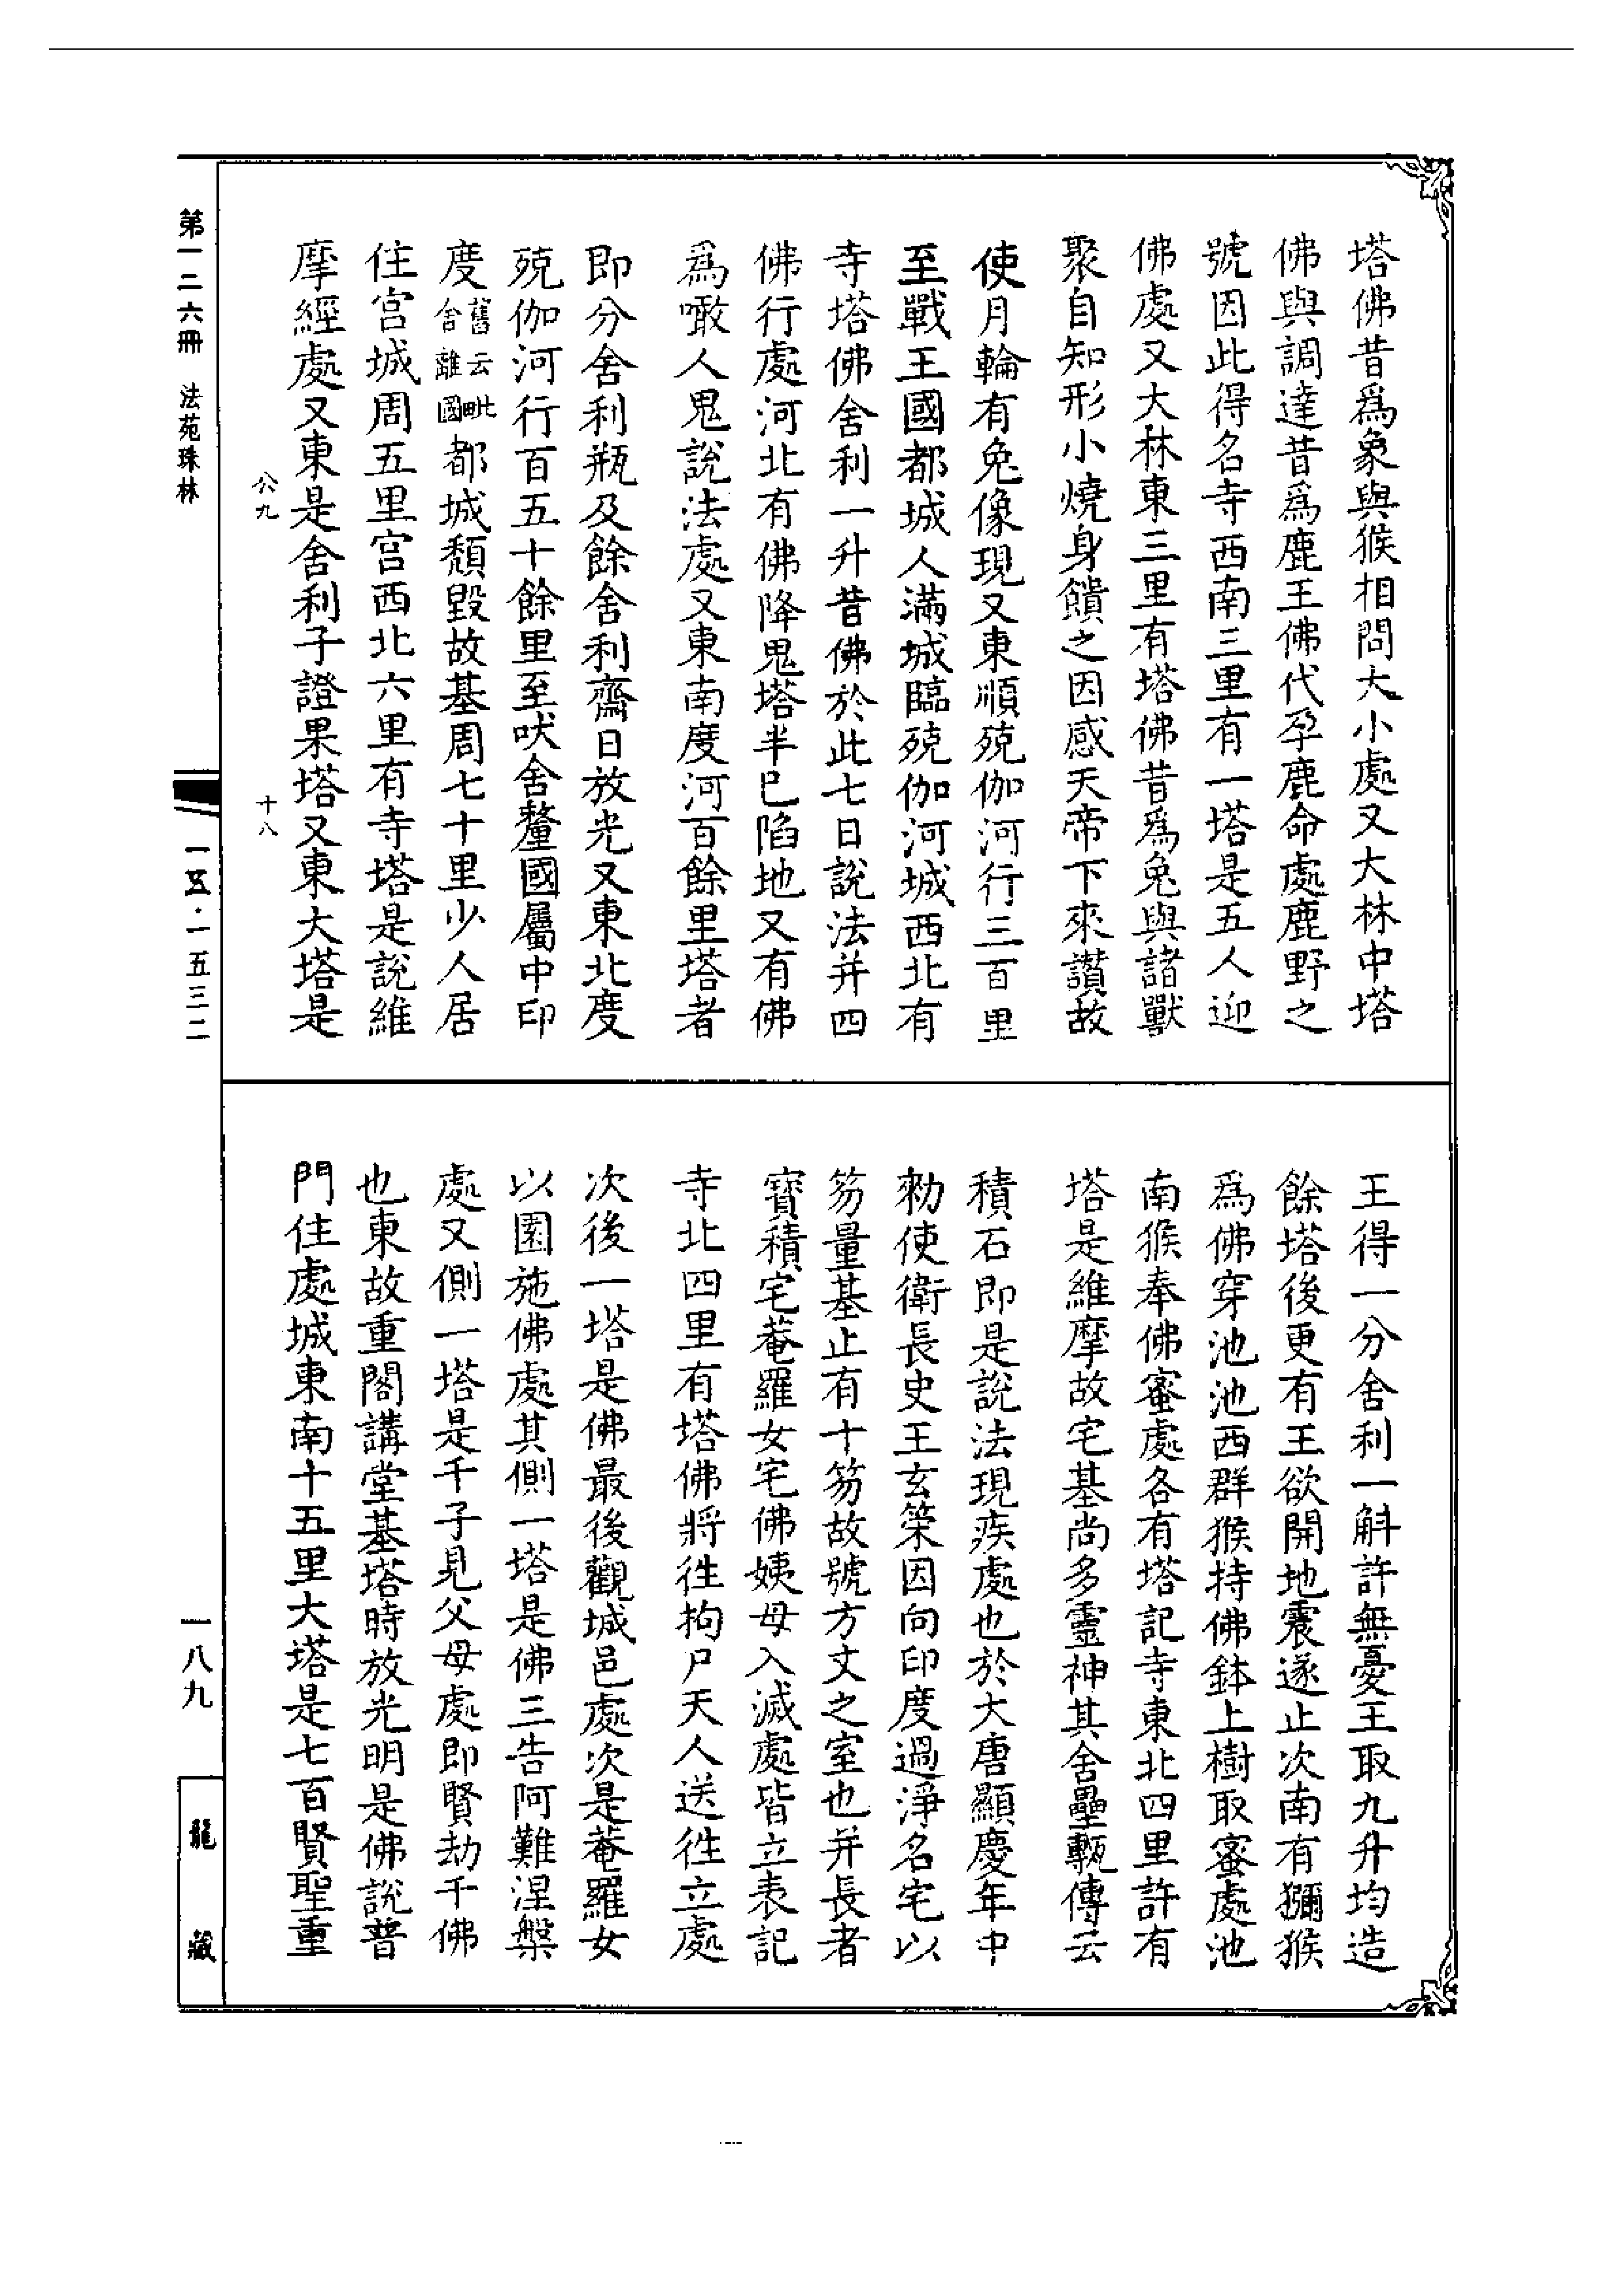 塔佛昔爲象與猴相問大小處又大林中塔
佛與調達昔爲鹿王佛代孕鹿命處鹿野之
號因此得名寺西南三里有一塔是五人迎
佛處又大林東三里有塔佛昔爲兔與諸獸
聚自知形小燒身饋之因感天帝下來讚故
使月輪有兔像現又東順殑伽河行三百里
至戰王國都城人滿城臨殑伽河城西北有
寺塔佛舍利一升昔佛於此七日說法并四
佛行處河北有佛降鬼塔半已陷地又有佛
爲噉人鬼說法處又東南度河百餘里塔者
即分舍利瓶及餘舍利齋日放光又東北度
殑伽河行百五十餘里至吠舍釐國屬中印
度舊云毗舍離國都城頹毀故基周七十里少人居
住宮城周五里宮西北六里有寺塔是說維
摩經處又東是舍利子證果塔又東大塔是
王得一分舍利一斛許無憂王取九升均造
餘塔後更有王欲開地震遂止次南有獼猴
爲佛穿池池西群猴持佛鉢上樹取蜜處池
南猴奉佛蜜處各有塔記寺東北四里許有
塔是維摩故宅基尚多靈神其舍壘甎傳云
積石即是說法現疾處也於大唐顯慶年中
勑使衛長史王玄策因向印度過淨名宅以
笏量基止有十笏故號方丈之室也并長者
寶積宅菴羅女宅佛姨母入滅處皆立表記
寺北四里有塔佛將往拘尸天人送往立處
次後一塔是佛最後觀城邑處次是菴羅女
以園施佛處其側一塔是佛三告阿難涅槃
處又側一塔是千子見父母處即賢劫千佛
也東故重閣講堂基塔時放光明是佛說普
門住處城東南十五里大塔是七百賢聖重
第一二六冊 法苑珠林
一五·一五三二
一八九
龍藏
九
十八